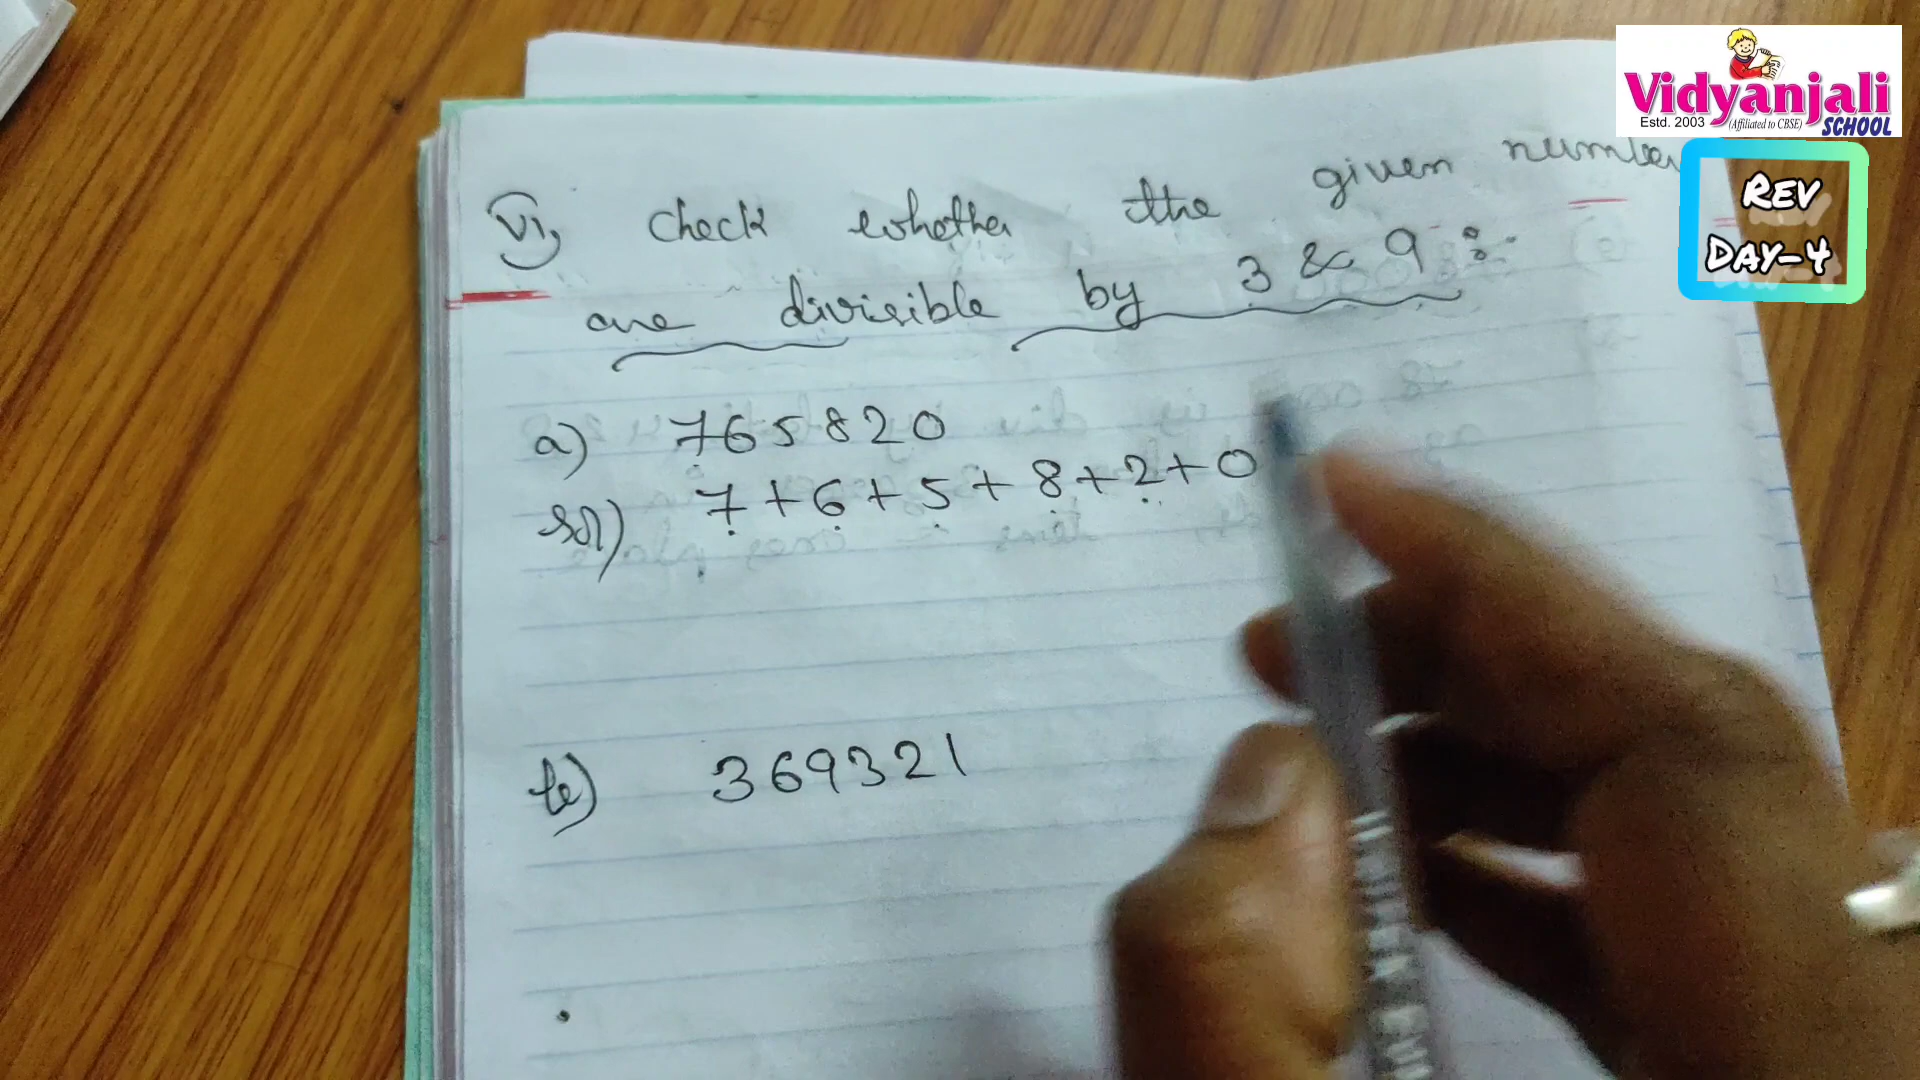 Vidyanjali
Estd. 2003 (Affiliated to CBSE) SCHOOL
REV
DAY-4
VI) check whether the given number
are divisible by 3 & 9 :-
a) 765820
sol) 7+6+5+8+2+0
b) 369321